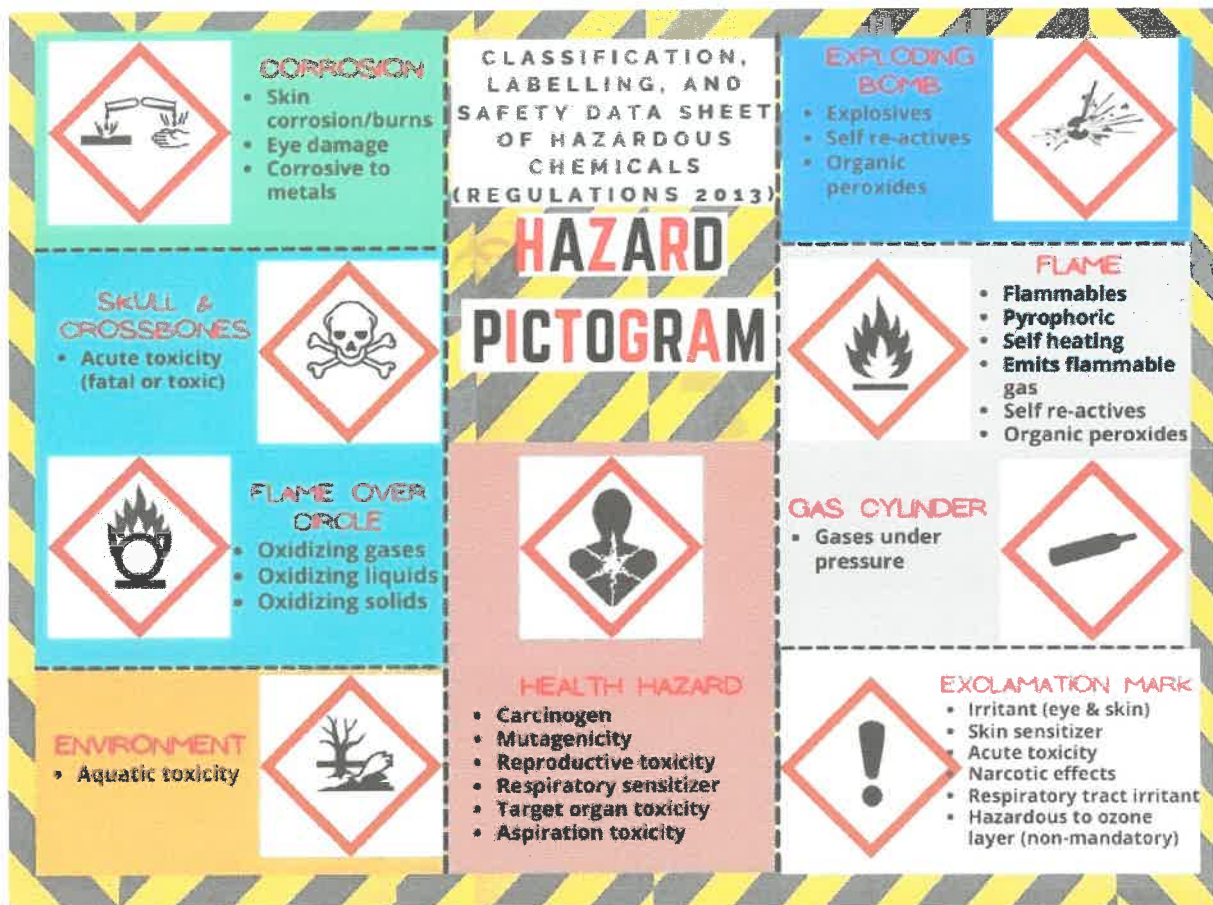 CORROSION
• Skin
corrosion/burns
• Eye damage
• Corrosive to
metals
CLASSIFICATION,
LABELLING, AND
SAFETY DATA SHEET
OF HAZARDOUS
CHEMICALS
(REGULATIONS 2013)
HAZARD
PICTOGRAM
EXPLODING
BOMB
• Explosives
• Self re-actives
• Organic
peroxides
SKULL &
CROSSBONES
• Acute toxicity
(fatal or toxic)
FLAME
• Flammables
• Pyrophoric
• Self heating
• Emits flammable
gas
• Self re-actives
• Organic peroxides
FLAME OVER
CIRCLE
• Oxidizing gases
• Oxidizing liquids
• Oxidizing solids
GAS CYLINDER
• Gases under
pressure
ENVIRONMENT
• Aquatic toxicity
HEALTH HAZARD
• Carcinogen
• Mutagenicity
• Reproductive toxicity
• Respiratory sensitizer
• Target organ toxicity
• Aspiration toxicity
EXCLAMATION MARK
• Irritant (eye & skin)
• Skin sensitizer
• Acute toxicity
• Narcotic effects
• Respiratory tract irritant
• Hazardous to ozone
layer (non-mandatory)